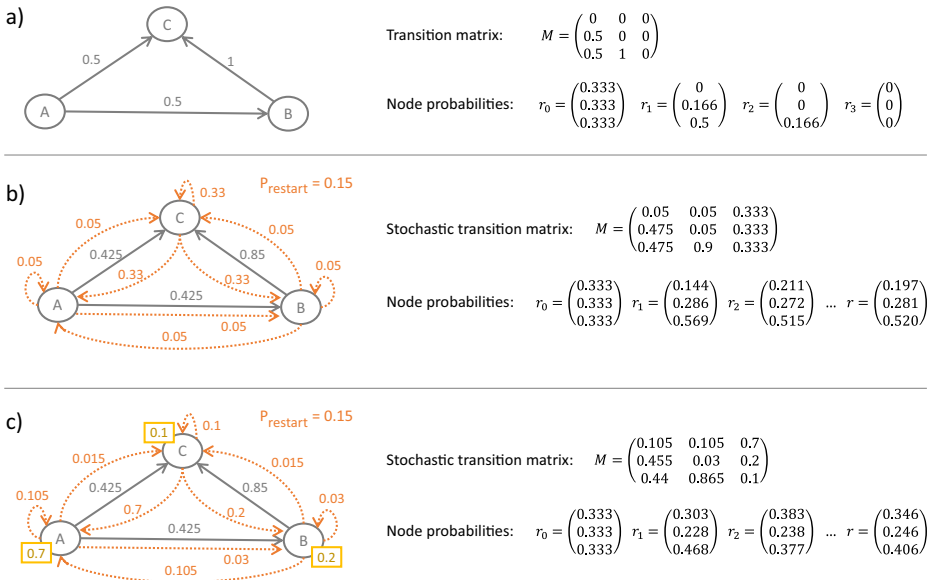 a)
C
0.5
1
A
0.5
B
Transition matrix: M = (0 0 0
0.5 0 0
0.5 1 0)
Node probabilities: r0 = (0.333 0.333 0.333) r1 = (0 0.166 0.5) r2 = (0 0 0.166) r3 = (0 0 0)
b)
Prestart = 0.15
0.33
C
0.05
0.05
0.425
0.85
0.05
0.33
0.33
0.05
A
0.425
B
0.05
0.05
Stochastic transition matrix: M = (0.05 0.05 0.333
0.475 0.05 0.333
0.475 0.9 0.333)
Node probabilities: r0 = (0.333 0.333 0.333) r1 = (0.144 0.286 0.569) r2 = (0.211 0.272 0.515) ... r = (0.197 0.281 0.520)
c)
Prestart = 0.15
0.1
0.1
C
0.015
0.015
0.425
0.85
0.105
0.7
0.2
0.03
A
0.425
B
0.7
0.03
0.2
0.105
Stochastic transition matrix: M = (0.105 0.105 0.7
0.455 0.03 0.2
0.44 0.865 0.1)
Node probabilities: r0 = (0.333 0.333 0.333) r1 = (0.303 0.228 0.468) r2 = (0.383 0.238 0.377) ... r = (0.346 0.246 0.406)